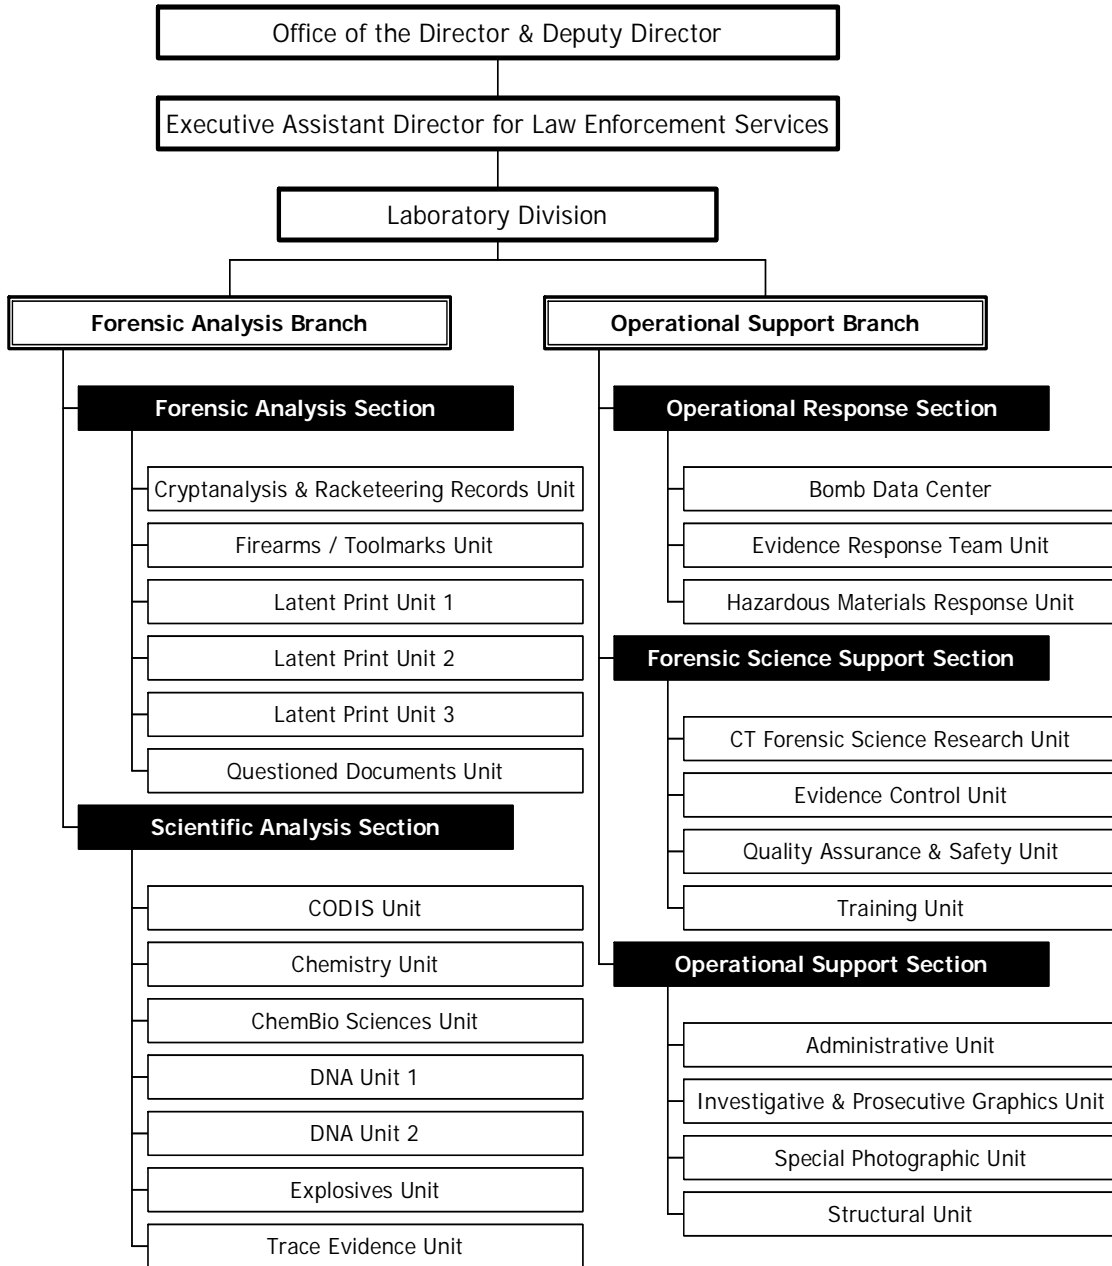 Office of the Director & Deputy Director
Executive Assistant Director for Law Enforcement Services
Laboratory Division
Forensic Analysis Branch
Forensic Analysis Section
Cryptanalysis & Racketeering Records Unit
Firearms / Toolmarks Unit
Latent Print Unit 1
Latent Print Unit 2
Latent Print Unit 3
Questioned Documents Unit
Scientific Analysis Section
CODIS Unit
Chemistry Unit
ChemBio Sciences Unit
DNA Unit 1
DNA Unit 2
Explosives Unit
Trace Evidence Unit
Operational Support Branch
Operational Response Section
Bomb Data Center
Evidence Response Team Unit
Hazardous Materials Response Unit
Forensic Science Support Section
CT Forensic Science Research Unit
Evidence Control Unit
Quality Assurance & Safety Unit
Training Unit
Operational Support Section
Administrative Unit
Investigative & Prosecutive Graphics Unit
Special Photographic Unit
Structural Unit